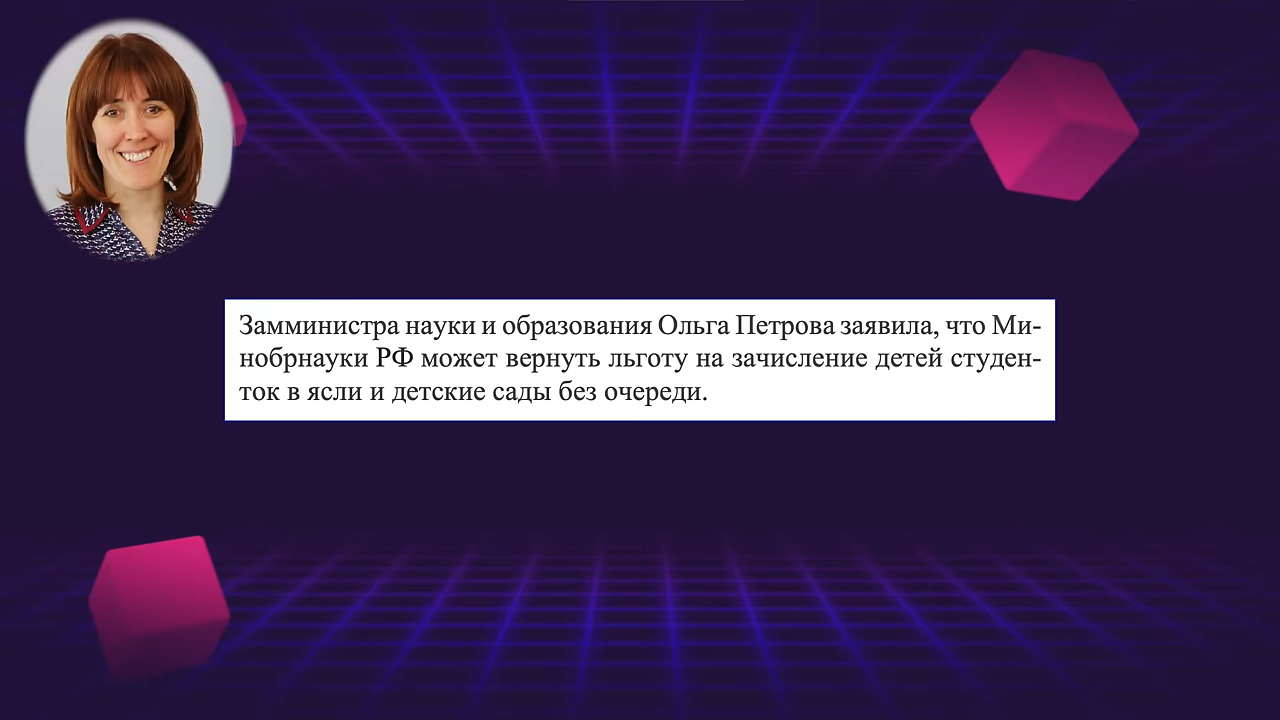 Замминистра науки и образования Ольга Петрова заявила, что Ми-
нобрнауки РФ может вернуть льготу на зачисление детей студен-
ток в ясли и детские сады без очереди.